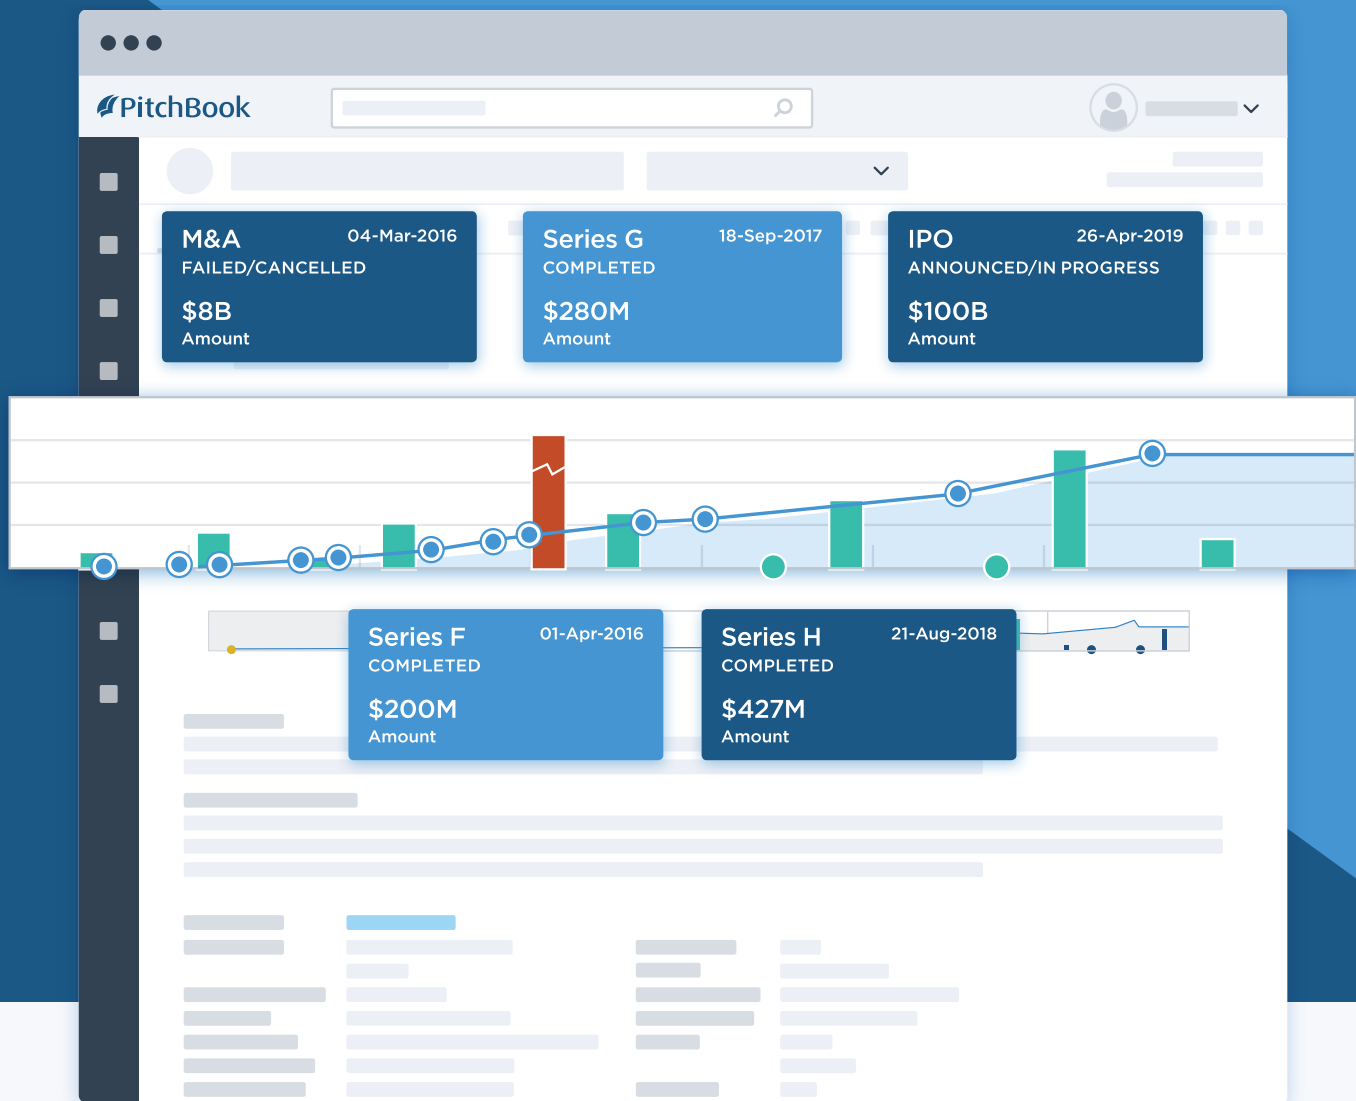 PitchBook
M&A 04-Mar-2016
FAILED/CANCELLED
$8B
Amount
Series G 18-Sep-2017
COMPLETED
$280M
Amount
IPO 26-Apr-2019
ANNOUNCED/IN PROGRESS
$100B
Amount
Series F 01-Apr-2016
COMPLETED
$200M
Amount
Series H 21-Aug-2018
COMPLETED
$427M
Amount